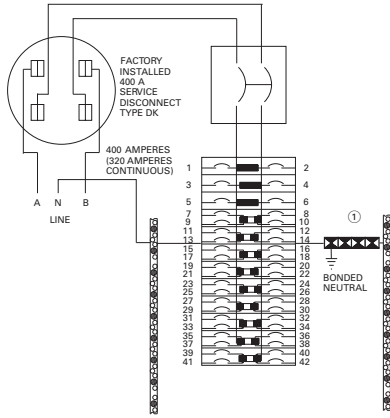 FACTORY
INSTALLED
400 A
SERVICE
DISCONNECT
TYPE DK
400 AMPERES
(320 AMPERES
CONTINUOUS)
A N B
LINE
1 2
3 4
5 6
7 8
9 10
11 12
13 14
15 16
17 18
19 20
21 22
23 24
25 26
27 28
29 30
31 32
33 34
35 36
37 38
39 40
41 42
①
BONDED
NEUTRAL